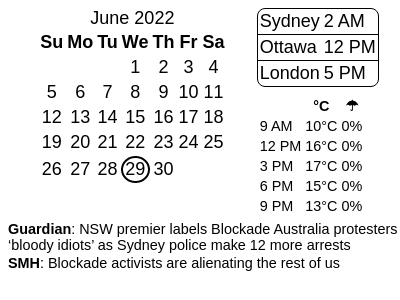 June 2022
Su Mo Tu We Th Fr Sa
1 2 3 4
5 6 7 8 9 10 11
12 13 14 15 16 17 18
19 20 21 22 23 24 25
26 27 28 29 30
Sydney 2 AM
Ottawa 12 PM
London 5 PM
°C ☂
9 AM 10°C 0%
12 PM 16°C 0%
3 PM 17°C 0%
6 PM 15°C 0%
9 PM 13°C 0%
Guardian: NSW premier labels Blockade Australia protesters
‘bloody idiots’ as Sydney police make 12 more arrests
SMH: Blockade activists are alienating the rest of us